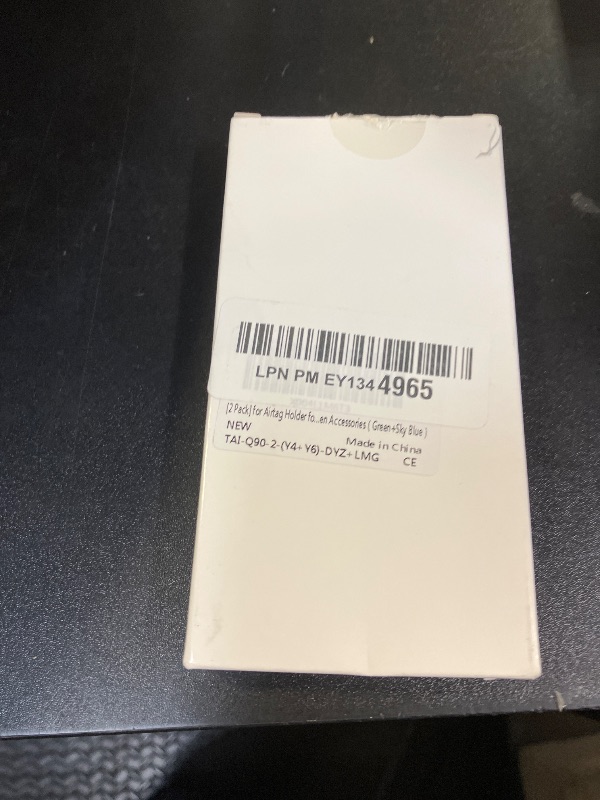 LPN PM EY1344965
[2 Pack] for Airtag Holder fo...en Accessories ( Green+Sky Blue )
NEW
Made in China
TAI-Q90-2-(Y4+Y6)-DYZ+LMG
CE